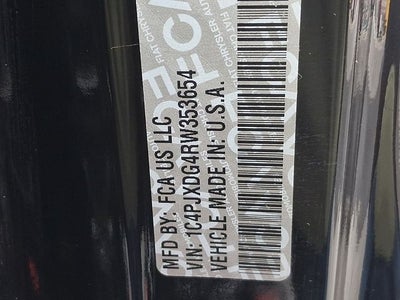 MFD BY: FCA US LLC
VIN: 1C4PJXDG4RW353654
VEHICLE MADE IN: U.S.A.